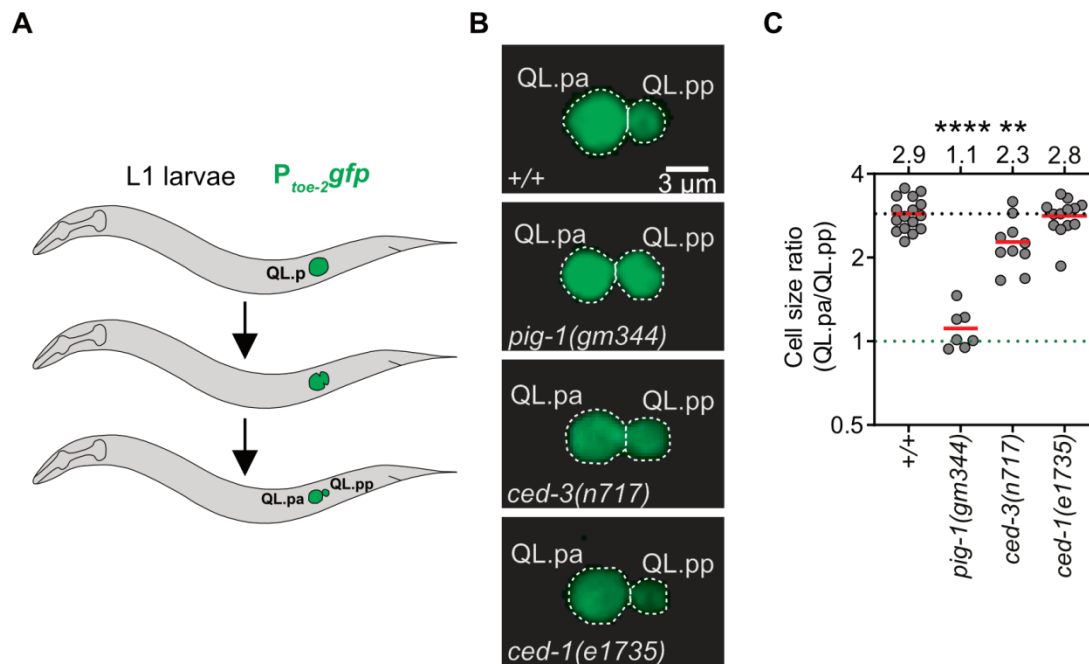 A
L1 larvae P toe-2 gfp
QL.p
QL.pa QL.pp
B
QL.pa QL.pp
+/+ 3 µm
QL.pa QL.pp
pig-1(gm344)
QL.pa QL.pp
ced-3(n717)
QL.pa QL.pp
ced-1(e1735)
C
**** **
2.9 1.1 2.3 2.8
4
2
1
0.5
Cell size ratio
(QL.pa/QL.pp)
+/+
pig-1(gm344)
ced-3(n717)
ced-1(e1735)